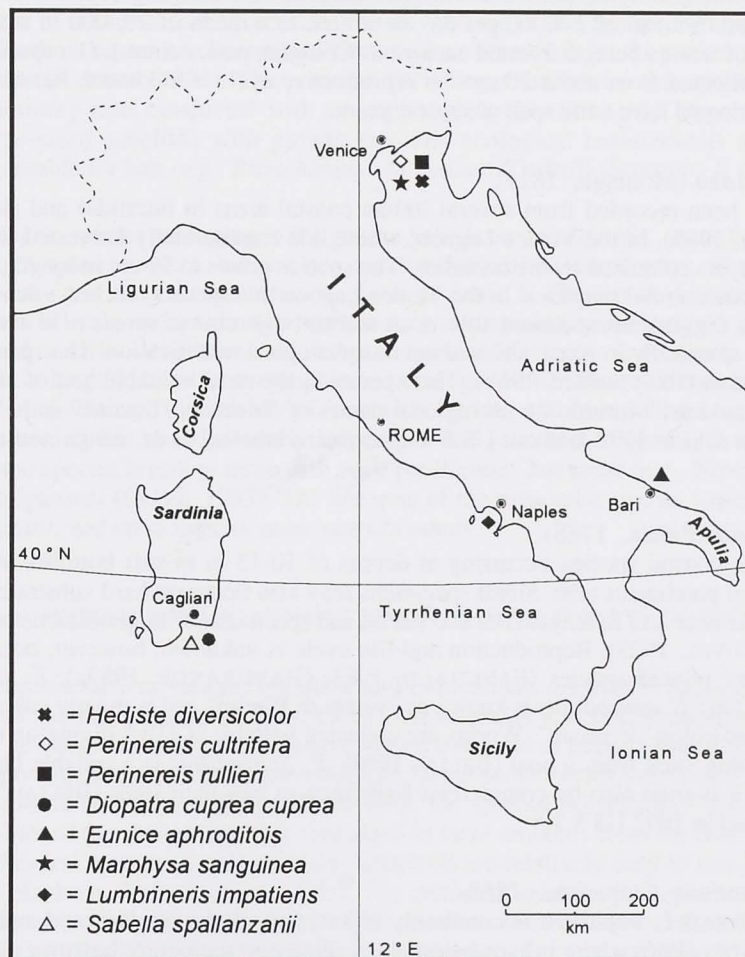 Venice
Ligurian Sea
ITALY
Adriatic Sea
Corsica
ROME
Sardinia
Naples
Bari
Apulia
40°N
Cagliari
Tyrrhenian Sea
Sicily
Ionian Sea
= Hediste diversicolor
= Perinereis cultrifera
= Perinereis rullieri
= Diopatra cuprea cuprea
= Eunice aphroditois
= Marphysa sanguinea
= Lumbrineris impatiens
= Sabella spallanzanii
0 100 200
km
12°E